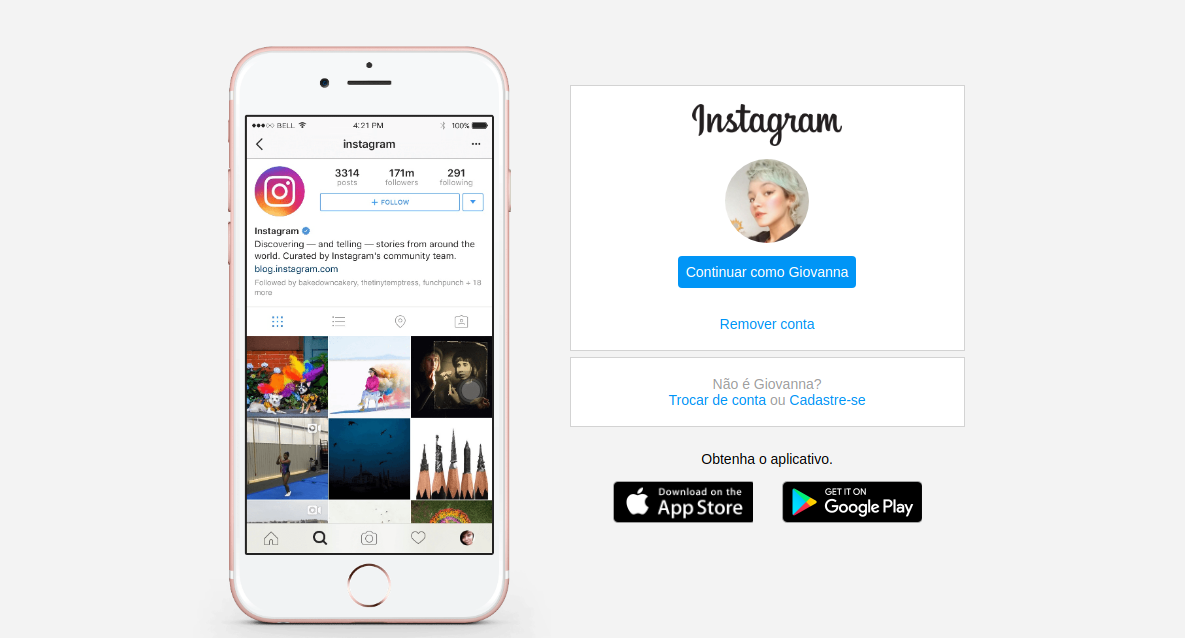 ●●●○○ BELL 4:21 PM 100%
instagram
3314 171m 291
posts followers following
+ FOLLOW
Instagram
Discovering — and telling — stories from around the
world. Curated by Instagram's community team.
blog.instagram.com
Followed by bakedowncakery, thetinytemptress, funchpunch + 18
more
Instagram
Continuar como Giovanna
Remover conta
Não é Giovanna?
Trocar de conta ou Cadastre-se
Obtenha o aplicativo.
Download on the
App Store
GET IT ON
Google Play